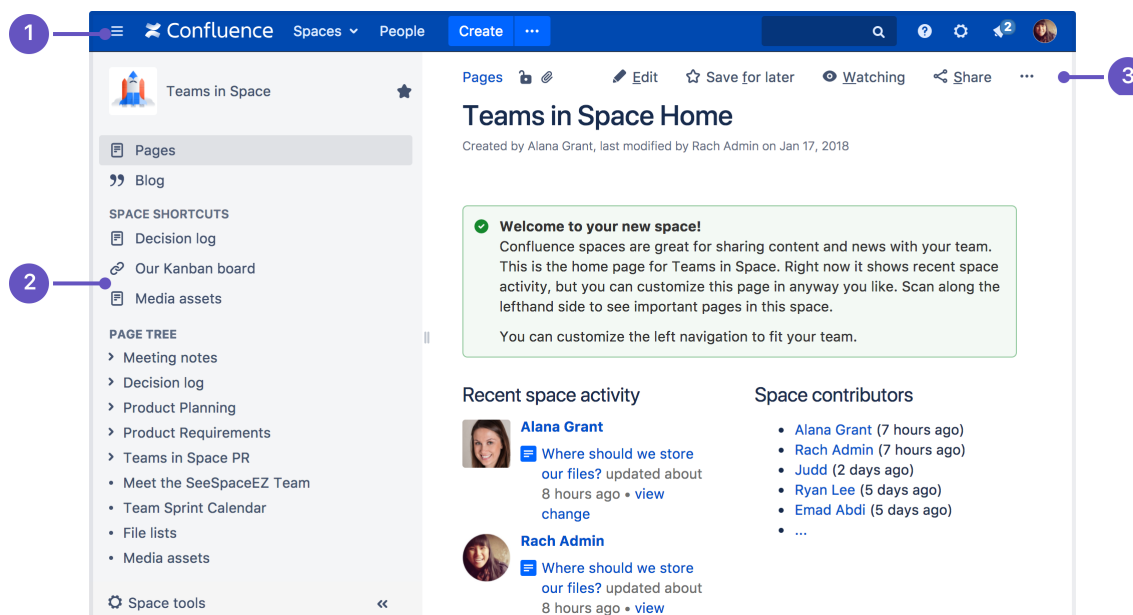 1
Confluence Spaces People Create ... 2
Teams in Space
Pages
Blog
SPACE SHORTCUTS
Decision log
Our Kanban board
Media assets
2
PAGE TREE
Meeting notes
Decision log
Product Planning
Product Requirements
Teams in Space PR
• Meet the SeeSpaceEZ Team
• Team Sprint Calendar
• File lists
• Media assets
Space tools «
Pages Edit Save for later Watching Share ...
3
Teams in Space Home
Created by Alana Grant, last modified by Rach Admin on Jan 17, 2018
Welcome to your new space!
Confluence spaces are great for sharing content and news with your team.
This is the home page for Teams in Space. Right now it shows recent space
activity, but you can customize this page in anyway you like. Scan along the
lefthand side to see important pages in this space.
You can customize the left navigation to fit your team.
Recent space activity
Alana Grant
Where should we store
our files? updated about
8 hours ago • view
change
Rach Admin
Where should we store
our files? updated about
8 hours ago • view
Space contributors
• Alana Grant (7 hours ago)
• Rach Admin (7 hours ago)
• Judd (2 days ago)
• Ryan Lee (5 days ago)
• Emad Abdi (5 days ago)
• ...